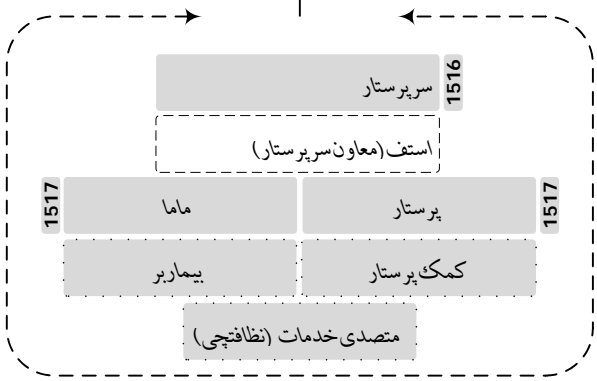 سرپرستار
1516
استف (معاون سرپرستار)
1517
پرستار
ماما
1517
کمک پرستار
بیماربر
متصدی خدمات (نظافتچی)